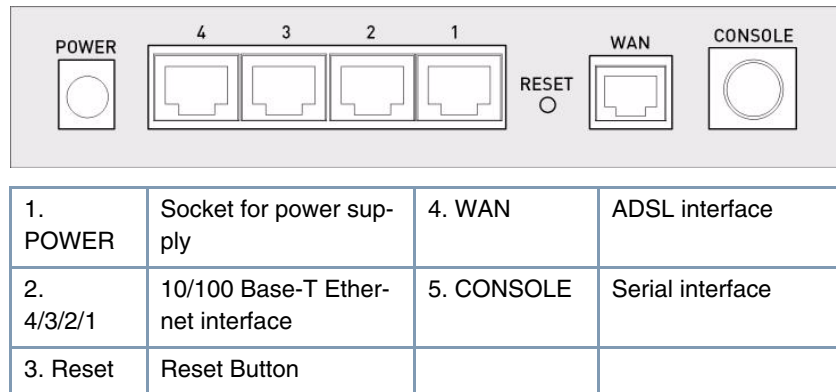 POWER 4 3 2 1 RESET WAN CONSOLE
1. POWER Socket for power sup-
ply 4. WAN ADSL interface
2. 4/3/2/1 10/100 Base-T Ether-
net interface 5. CONSOLE Serial interface
3. Reset Reset Button